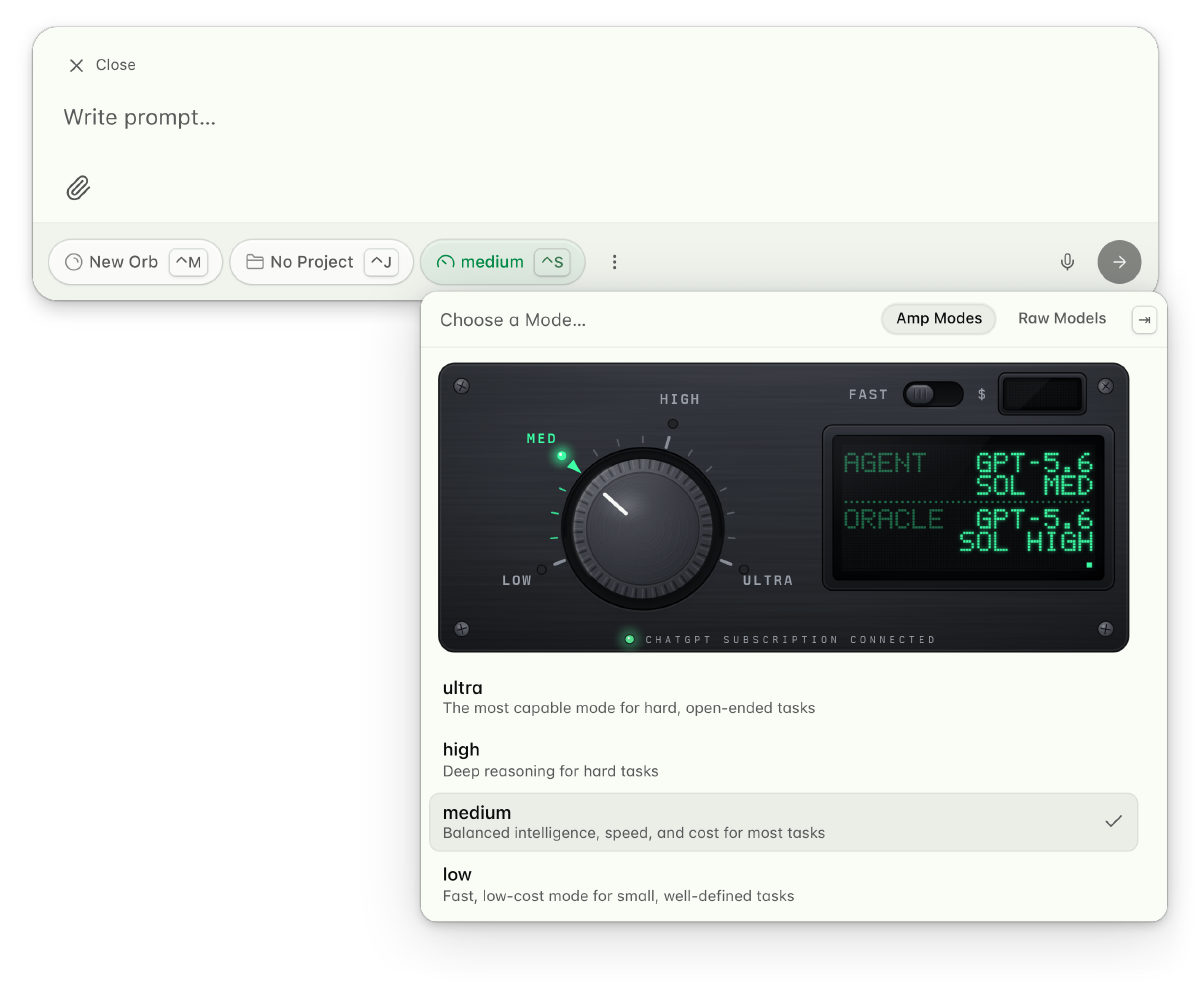 Close
Write prompt...
New Orb ^M
No Project ^J
medium ^S
Choose a Mode...
Amp Modes
Raw Models
HIGH
MED
LOW
ULTRA
FAST
$
AGENT GPT-5.6
SOL MED
ORACLE GPT-5.6
SOL HIGH
CHATGPT SUBSCRIPTION CONNECTED
ultra
The most capable mode for hard, open-ended tasks
high
Deep reasoning for hard tasks
medium
Balanced intelligence, speed, and cost for most tasks
low
Fast, low-cost mode for small, well-defined tasks